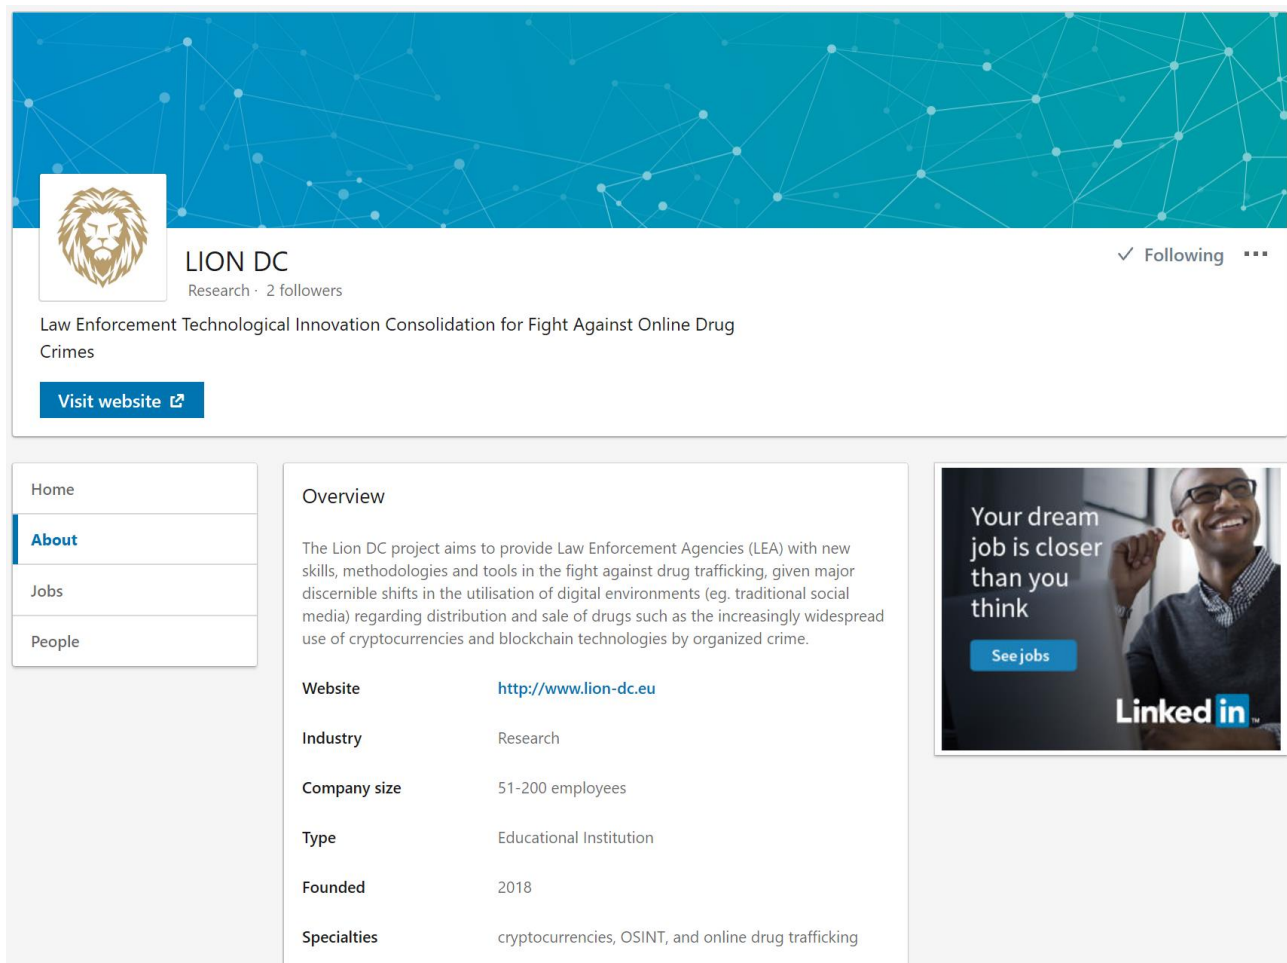 LION DC
Research · 2 followers
✓ Following ···
Law Enforcement Technological Innovation Consolidation for Fight Against Online Drug
Crimes
Visit website
Home
About
Jobs
People
Overview
The Lion DC project aims to provide Law Enforcement Agencies (LEA) with new
skills, methodologies and tools in the fight against drug trafficking, given major
discernible shifts in the utilisation of digital environments (eg. traditional social
media) regarding distribution and sale of drugs such as the increasingly widespread
use of cryptocurrencies and blockchain technologies by organized crime.
Website http://www.lion-dc.eu
Industry Research
Company size 51-200 employees
Type Educational Institution
Founded 2018
Specialties cryptocurrencies, OSINT, and online drug trafficking
Your dream
job is closer
than you
think
See jobs
Linked in